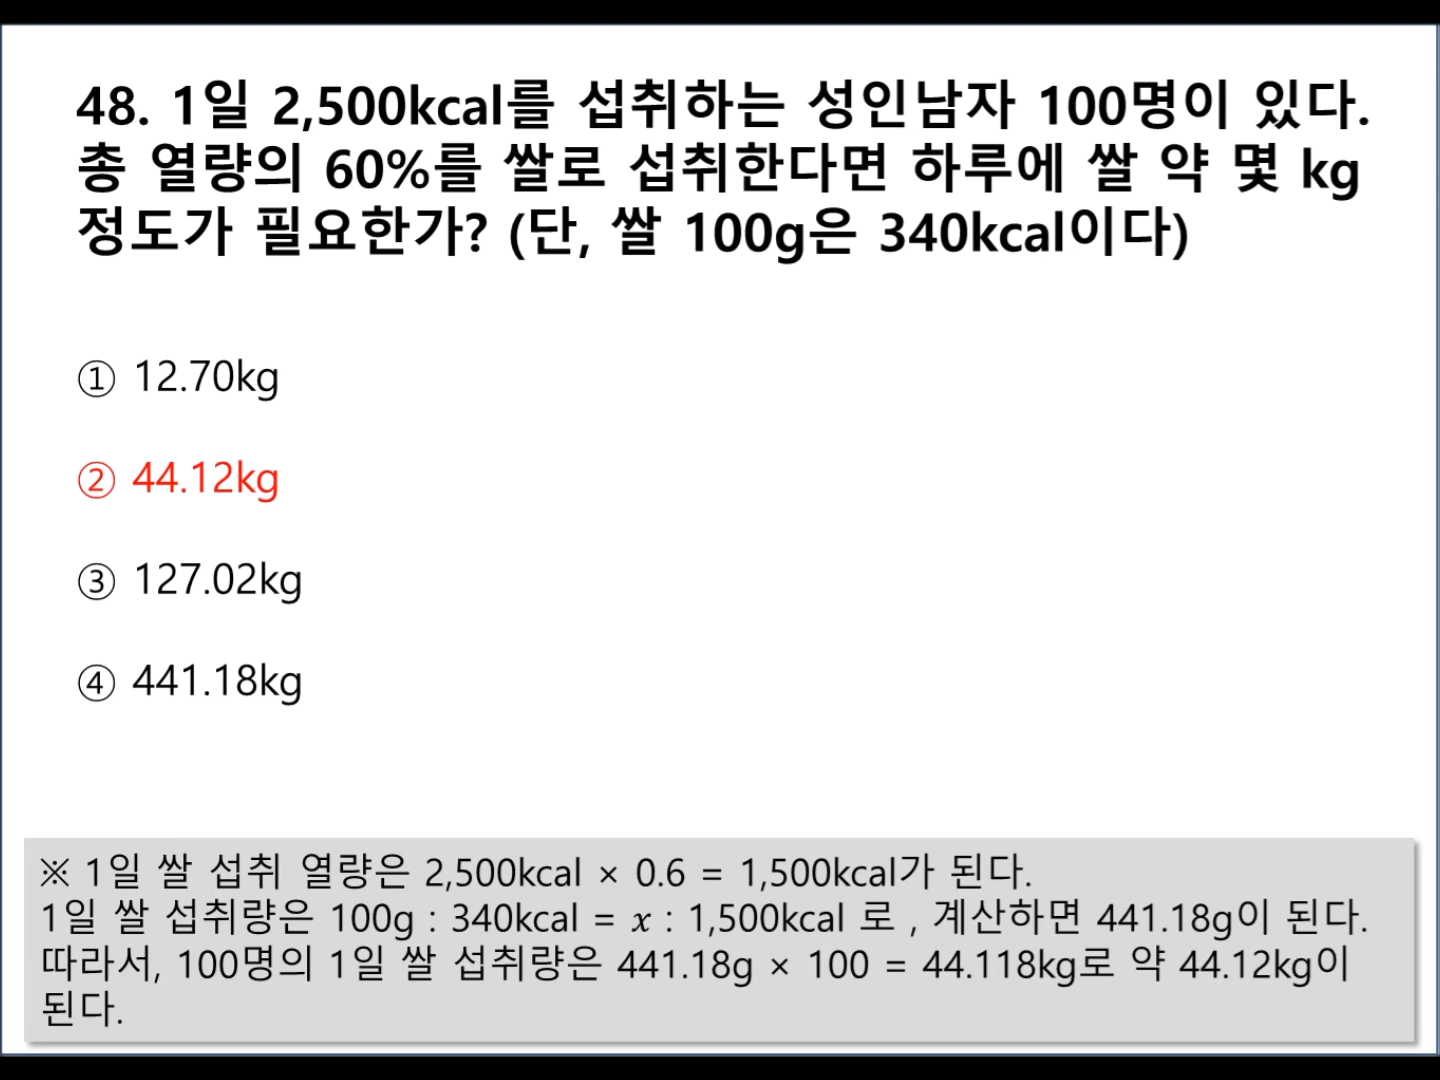 48. 1일 2,500kcal를 섭취하는 성인남자 100명이 있다.
총 열량의 60%를 쌀로 섭취한다면 하루에 쌀 약 몇 kg
정도가 필요한가? (단, 쌀 100g은 340kcal이다)
① 12.70kg
② 44.12kg
③ 127.02kg
④ 441.18kg
※ 1일 쌀 섭취 열량은 2,500kcal × 0.6 = 1,500kcal가 된다.
1일 쌀 섭취량은 100g : 340kcal = x : 1,500kcal 로 , 계산하면 441.18g이 된다.
따라서, 100명의 1일 쌀 섭취량은 441.18g × 100 = 44.118kg로 약 44.12kg이
된다.